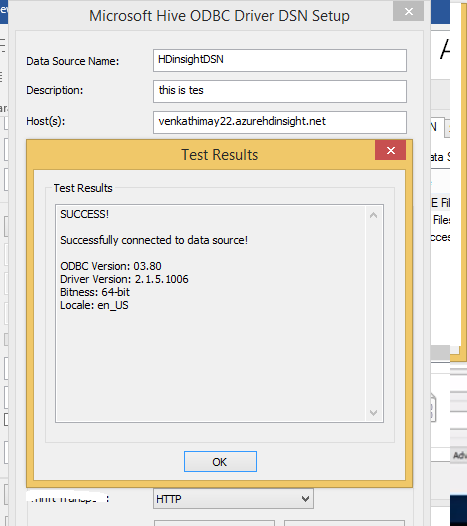 Microsoft Hive ODBC Driver DSN Setup
Data Source Name: HDinsightDSN
Description: this is tes
Host(s): venkathimay22.azurehdinsight.net
Test Results
Test Results
SUCCESS!
Successfully connected to data source!
ODBC Version: 03.80
Driver Version: 2.1.5.1006
Bitness: 64-bit
Locale: en_US
OK
HTTP